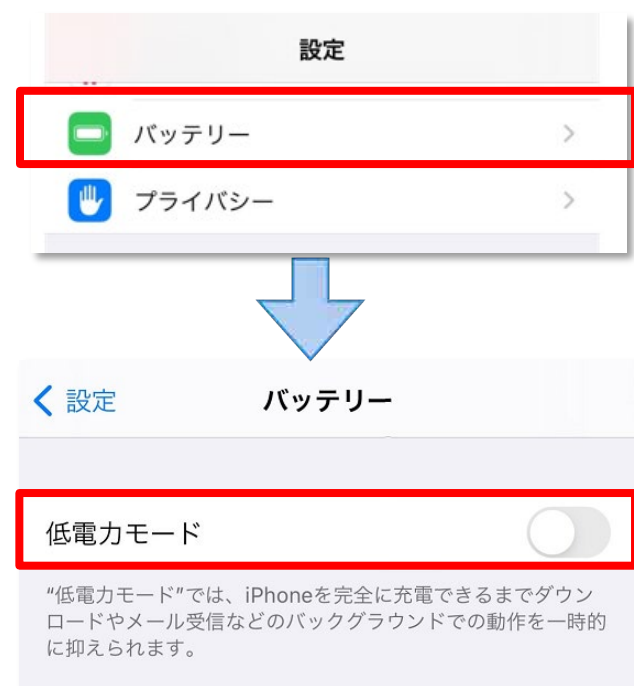 設定
バッテリー
プライバシー
設定
バッテリー
低電力モード
“低電力モード”では、iPhoneを完全に充電できるまでダウン
ロードやメール受信などのバックグラウンドでの動作を一時的
に抑えられます。